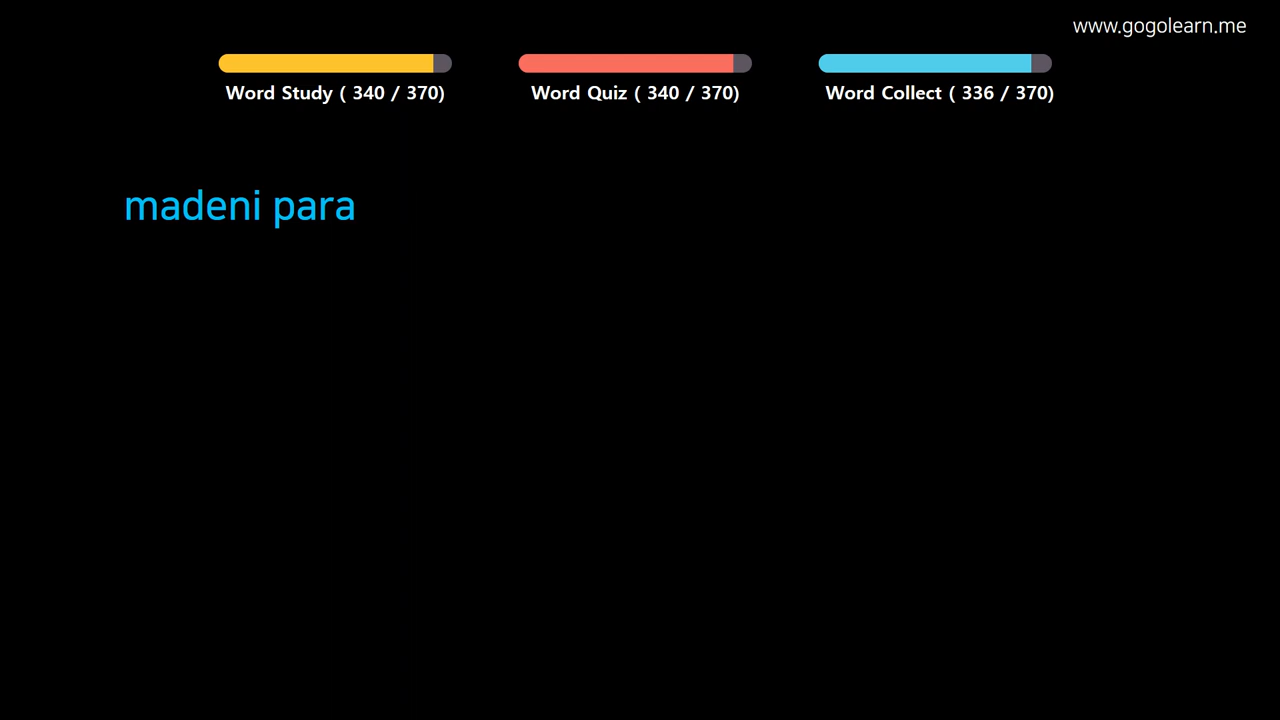 www.gogolearn.me
Word Study ( 340 / 370)
Word Quiz ( 340 / 370)
Word Collect ( 336 / 370)
madeni para